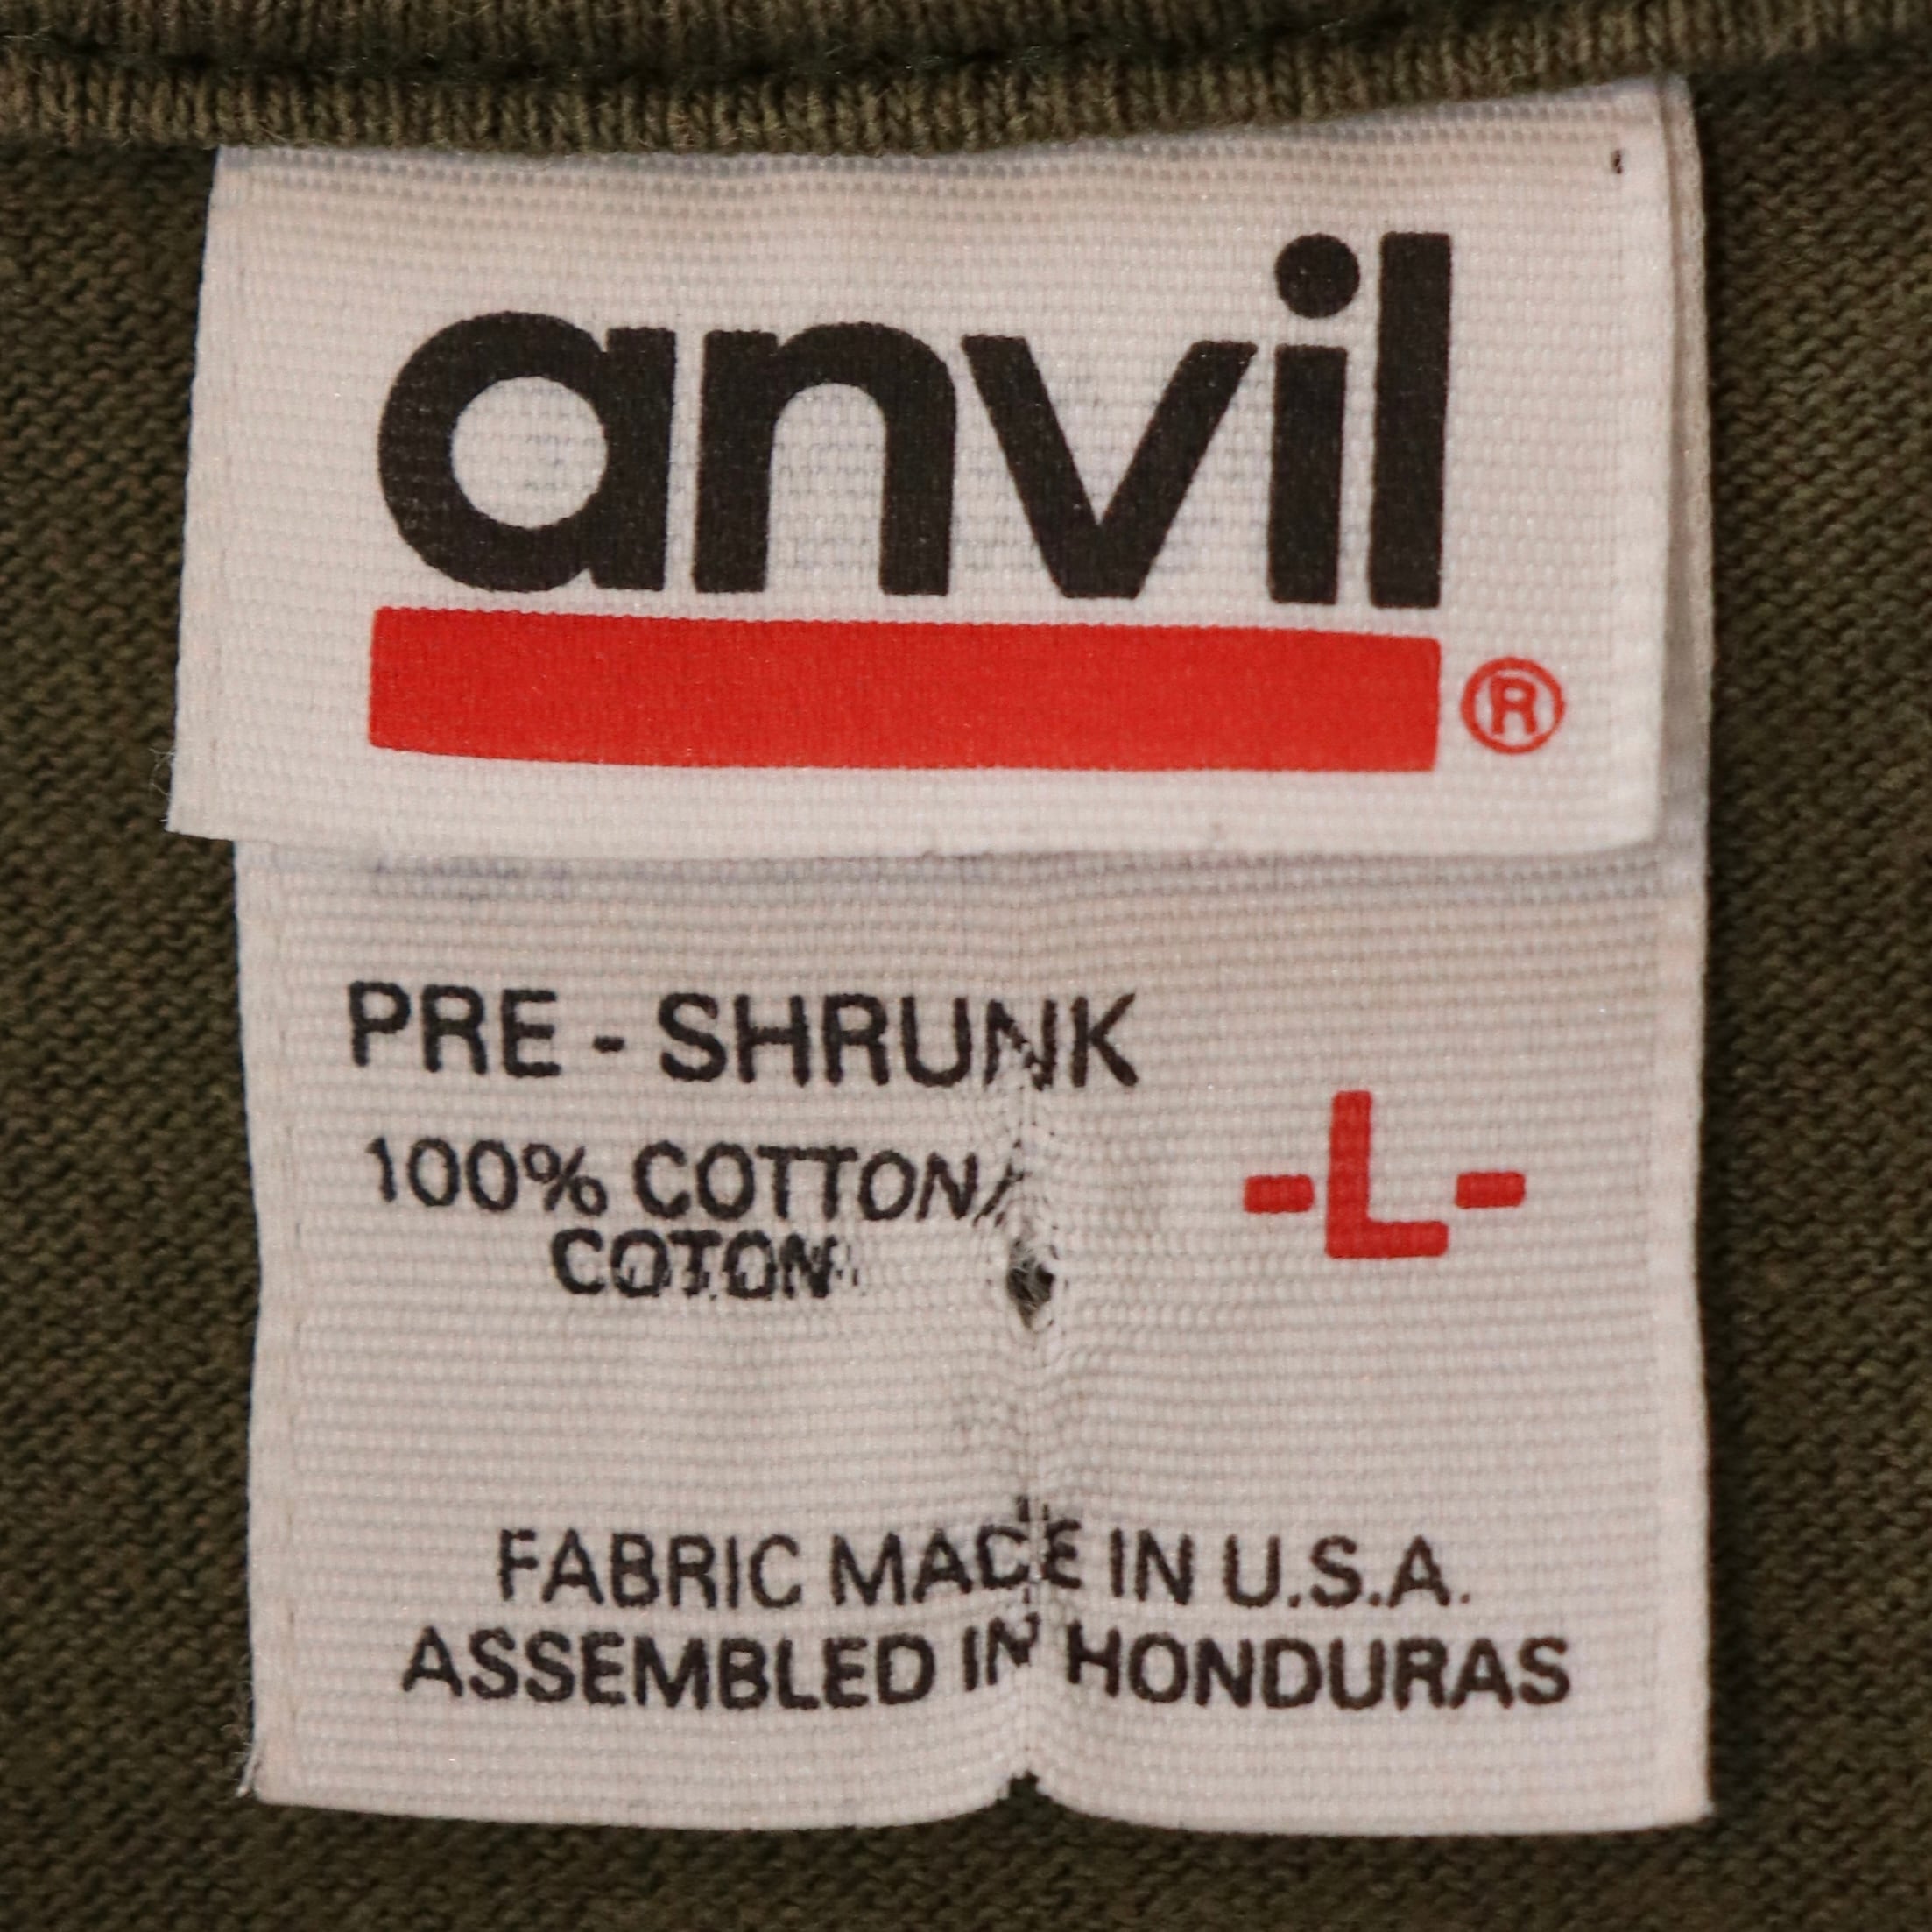 anvil
®
PRE - SHRUNK
100% COTTON/
COTON
-L-
FABRIC MADE IN U.S.A.
ASSEMBLED IN HONDURAS